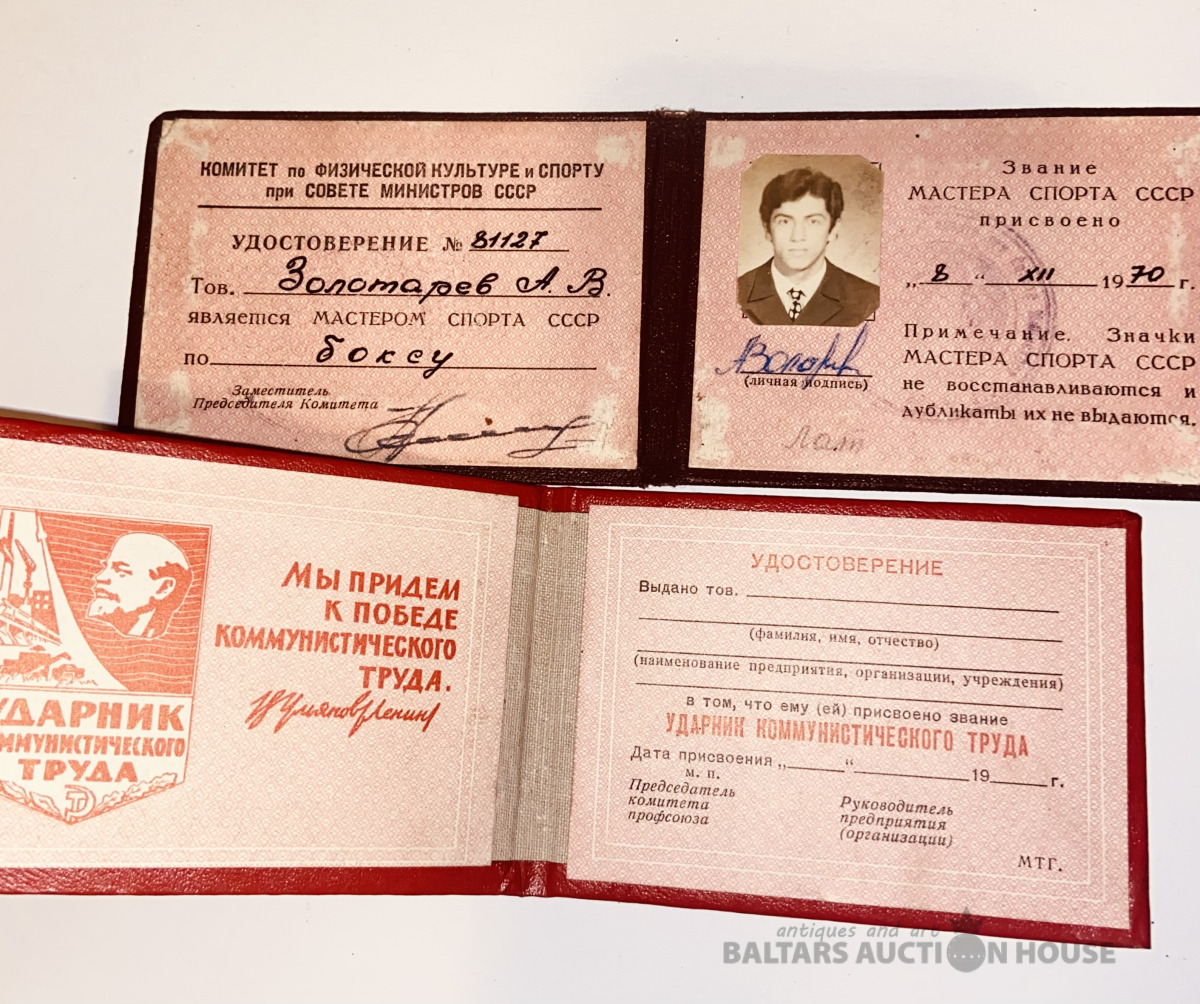 КОМИТЕТ по ФИЗИЧЕСКОЙ КУЛЬТУРЕ и СПОРТУ
при СОВЕТЕ МИНИСТРОВ СССР
УДОСТОВЕРЕНИЕ № 81127
Тов. Золотарев А. В.
является МАСТЕРОМ СПОРТА СССР
по боксу
Заместитель
Председателя Комитета
Звание
МАСТЕРА СПОРТА СССР
присвоено
„ 8 “ XII 1970 г.
(личная подпись)
Примечание. Значки
МАСТЕРА СПОРТА СССР
не восстанавливаются и
дубликаты их не выдаются.
Лат
МЫ ПРИДЕМ
К ПОБЕДЕ
КОММУНИСТИЧЕСКОГО
ТРУДА.
В Ульянов (Ленин)
УДАРНИК
КОММУНИСТИЧЕСКОГО
ТРУДА
УДОСТОВЕРЕНИЕ
Выдано тов.
(фамилия, имя, отчество)
(наименование предприятия, организации, учреждения)
в том, что ему (ей) присвоено звание
УДАРНИК КОММУНИСТИЧЕСКОГО ТРУДА
Дата присвоения „ “ 19 г.
м. п.
Председатель
комитета
профсоюза
Руководитель
предприятия
(организации)
МТГ.
antiques and art
BALTARS AUCTION HOUSE